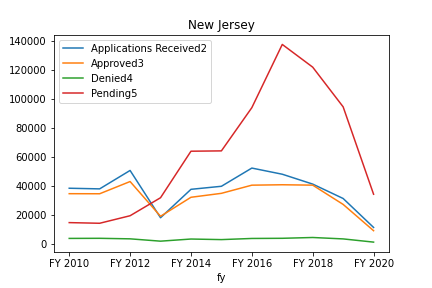 New Jersey
Applications Received2
Approved3
Denied4
Pending5
140000
120000
100000
80000
60000
40000
20000
0
FY 2010 FY 2012 FY 2014 FY 2016 FY 2018 FY 2020
fy